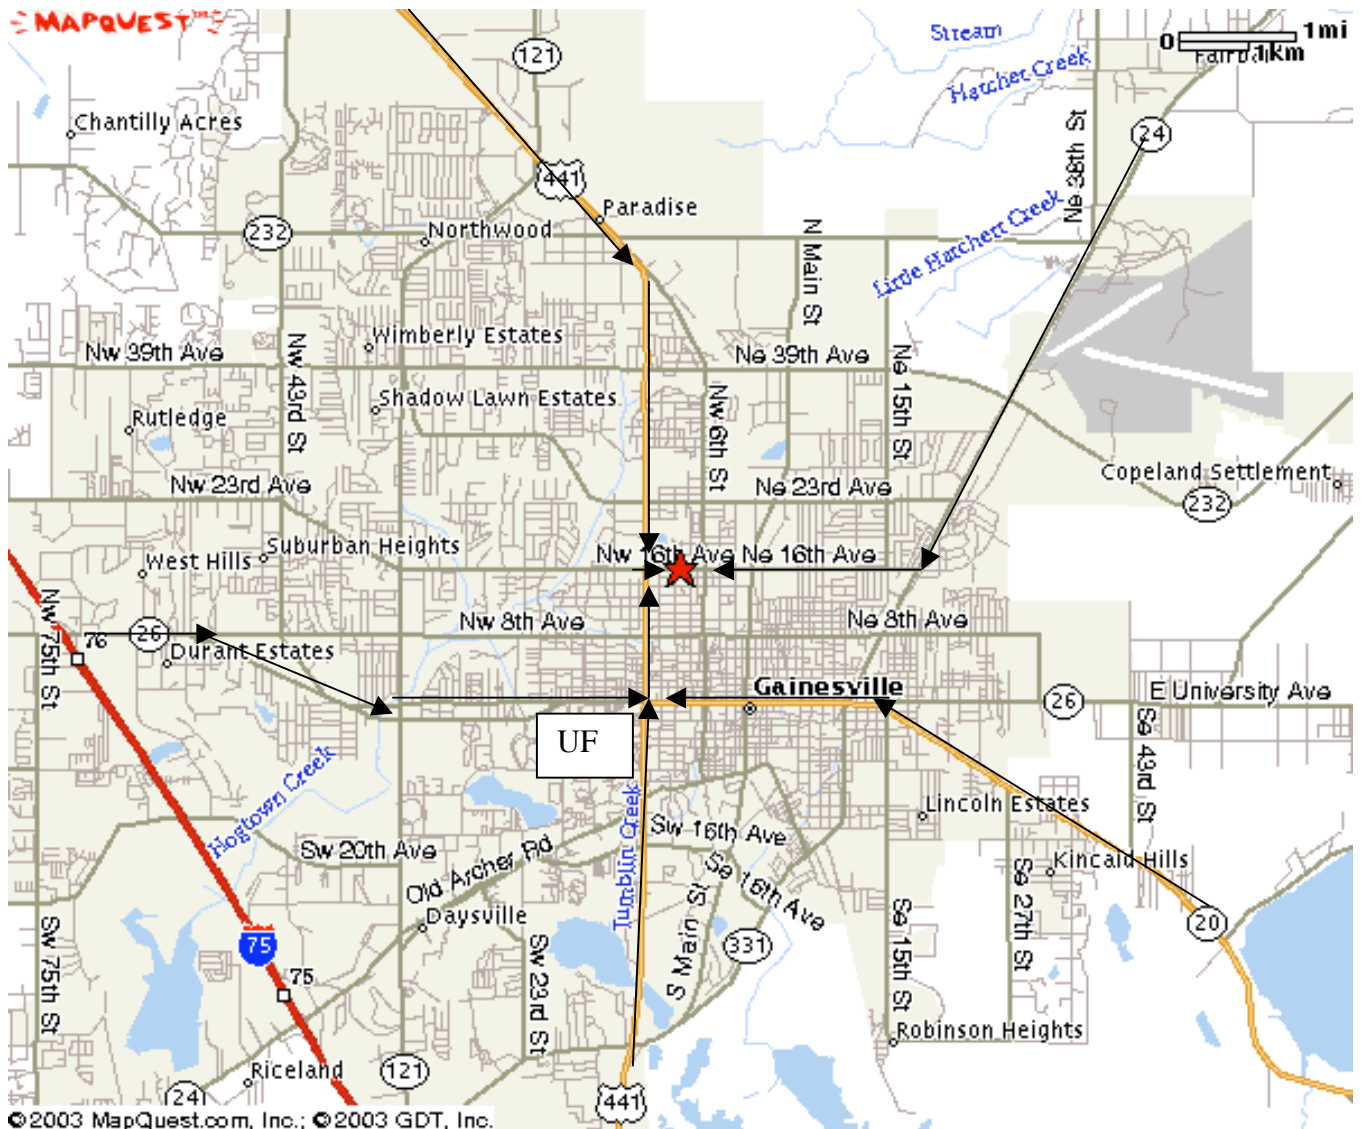 MAPQUEST
TM
121
Stream
Hatchet Creek
0
1mi
1km
Chantilly Acres
24
Ne 38th St
441
Paradise
232
Northwood
N Main St
Little Hatchett Creek
Nw 39th Ave
Nw 43rd St
Wimberly Estates
Ne 39th Ave
Ne 15th St
Rutledge
Shadow Lawn Estates
Nw 6th St
Copeland Settlement
Nw 23rd Ave
Ne 23rd Ave
232
West Hills
Suburban Heights
Nw 16th Ave
Ne 16th Ave
Nw 75th St
76
26
Durant Estates
Nw 8th Ave
Ne 8th Ave
Gainesville
26
E University Ave
UF
Se 43rd St
Hogtown Creek
Tumblin Creek
Lincoln Estates
Sw 20th Ave
Old Archer Rd
Sw 16th Ave
Se 16th Ave
Kincaid Hills
Se 27th St
Daysville
20
Sw 75th St
75
75
Sw 23rd St
S Main St
331
Se 15th St
Robinson Heights
Riceland
121
24
441
©2003 MapQuest.com, Inc.; ©2003 GDT, Inc.